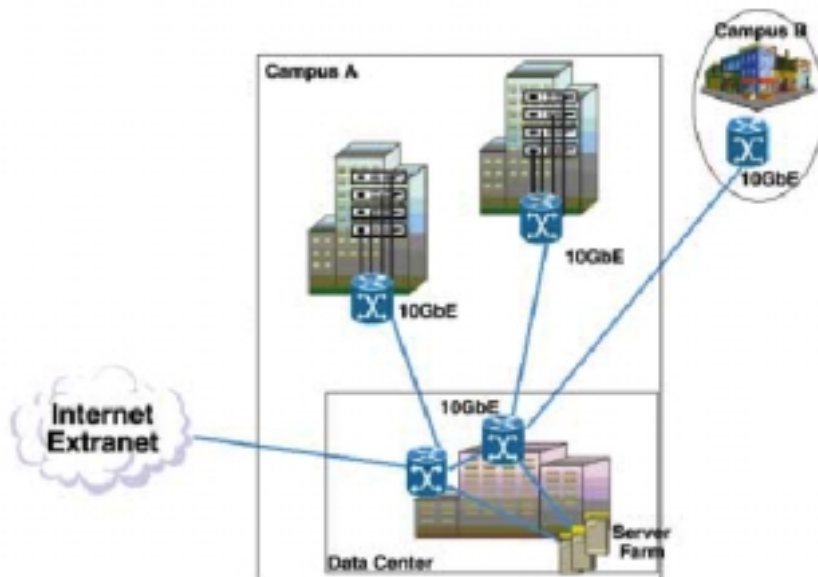 Campus B
Campus A
10GbE
10GbE
10GbE
10GbE
Internet
Extranet
Server
Farm
Data Center